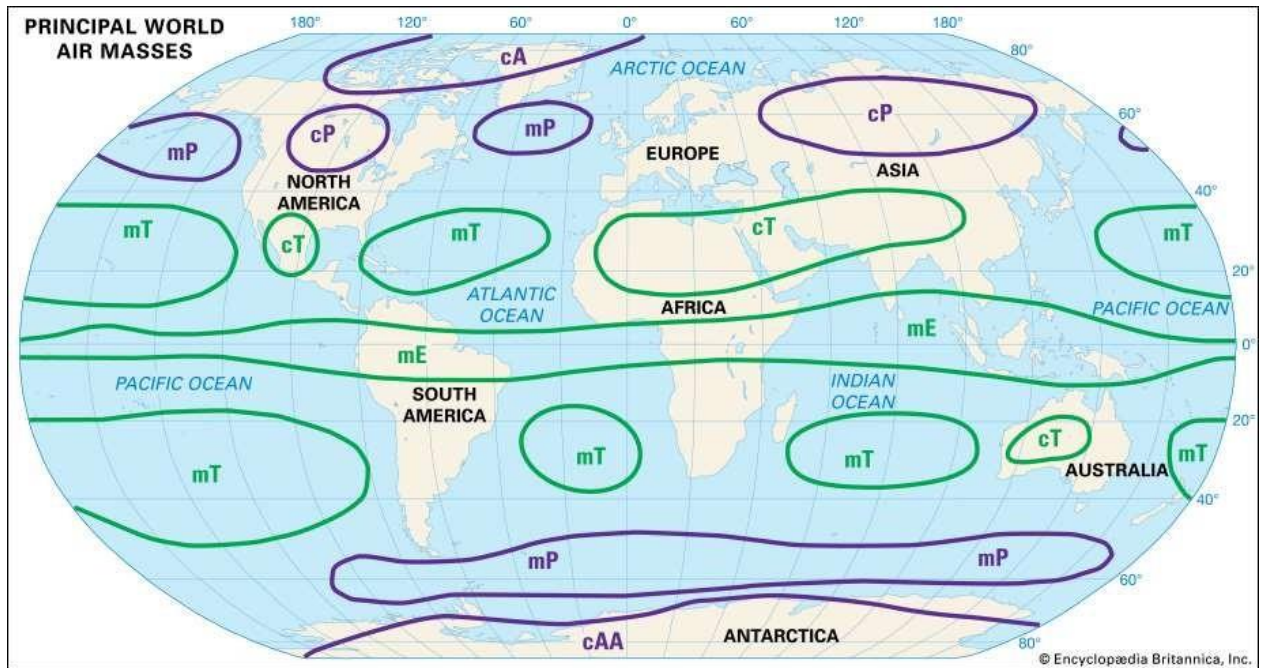 PRINCIPAL WORLD
AIR MASSES
180° 120° 60° 0° 60° 120° 180°
80°
cA
ARCTIC OCEAN
60°
cP
mP
cP
mP
EUROPE
ASIA
NORTH
AMERICA
40°
mT
cT
mT
cT
mT
20°
ATLANTIC
OCEAN
AFRICA
PACIFIC OCEAN
mE
mE
0°
PACIFIC OCEAN
SOUTH
AMERICA
INDIAN
OCEAN
20°
mT
mT
mT
cT
mT
AUSTRALIA
40°
mP
mP
60°
cAA
ANTARCTICA
80°
© Encyclopædia Britannica, Inc.